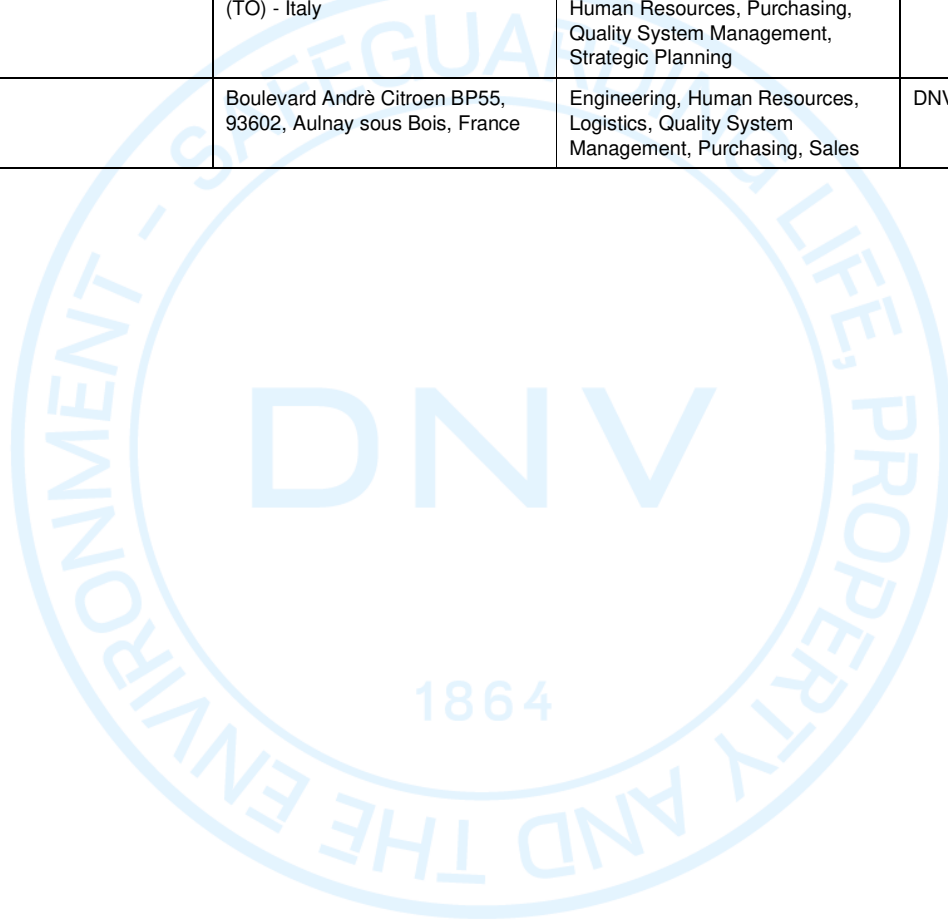 (TO) - Italy
Human Resources, Purchasing,
Quality System Management,
Strategic Planning
Boulevard Andrè Citroen BP55,
93602, Aulnay sous Bois, France
Engineering, Human Resources,
Logistics, Quality System
Management, Purchasing, Sales
DNV
SAFEGUARDING LIFE, PROPERTY AND THE ENVIRONMENT -
DNV
1864